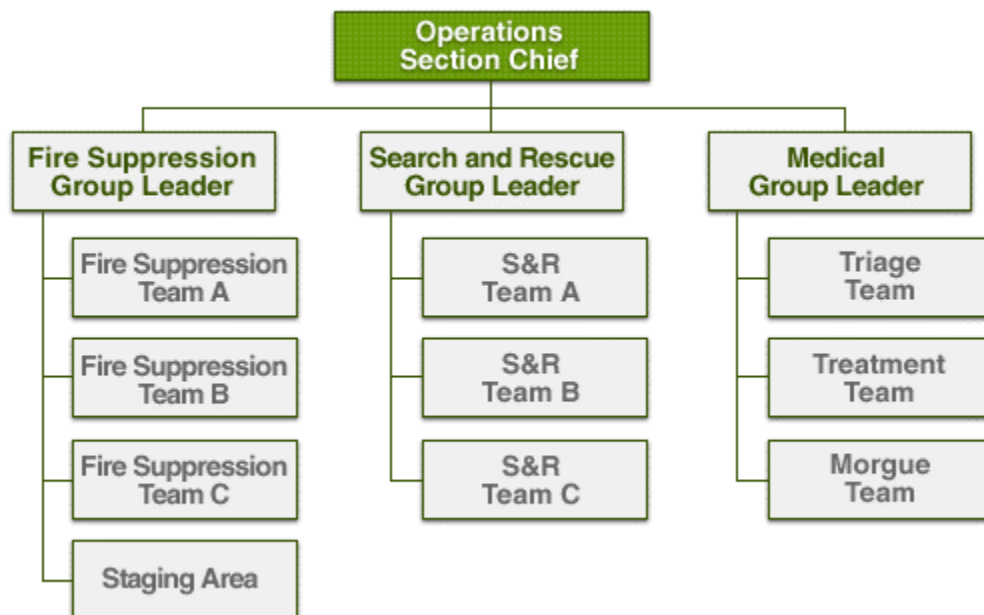 Operations
Section Chief
Fire Suppression
Group Leader
Search and Rescue
Group Leader
Medical
Group Leader
Fire Suppression
Team A
S&R
Team A
Triage
Team
Fire Suppression
Team B
S&R
Team B
Treatment
Team
Fire Suppression
Team C
S&R
Team C
Morgue
Team
Staging Area